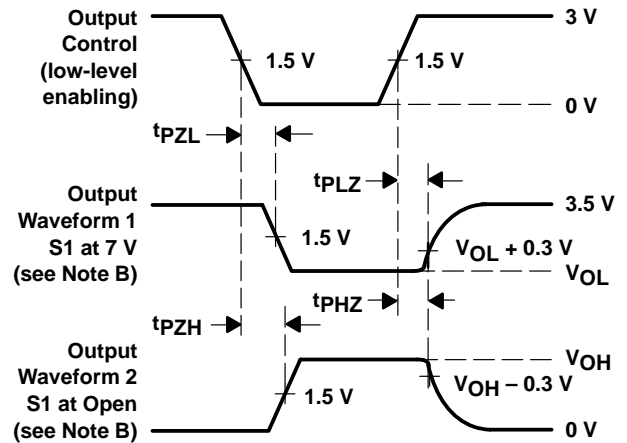 Output
Control
(low-level
enabling)
3 V
1.5 V
1.5 V
0 V
tPZL
tPLZ
Output
Waveform 1
S1 at 7 V
(see Note B)
3.5 V
1.5 V
VOL + 0.3 V
VOL
tPHZ
tPZH
Output
Waveform 2
S1 at Open
(see Note B)
VOH
1.5 V
VOH – 0.3 V
0 V